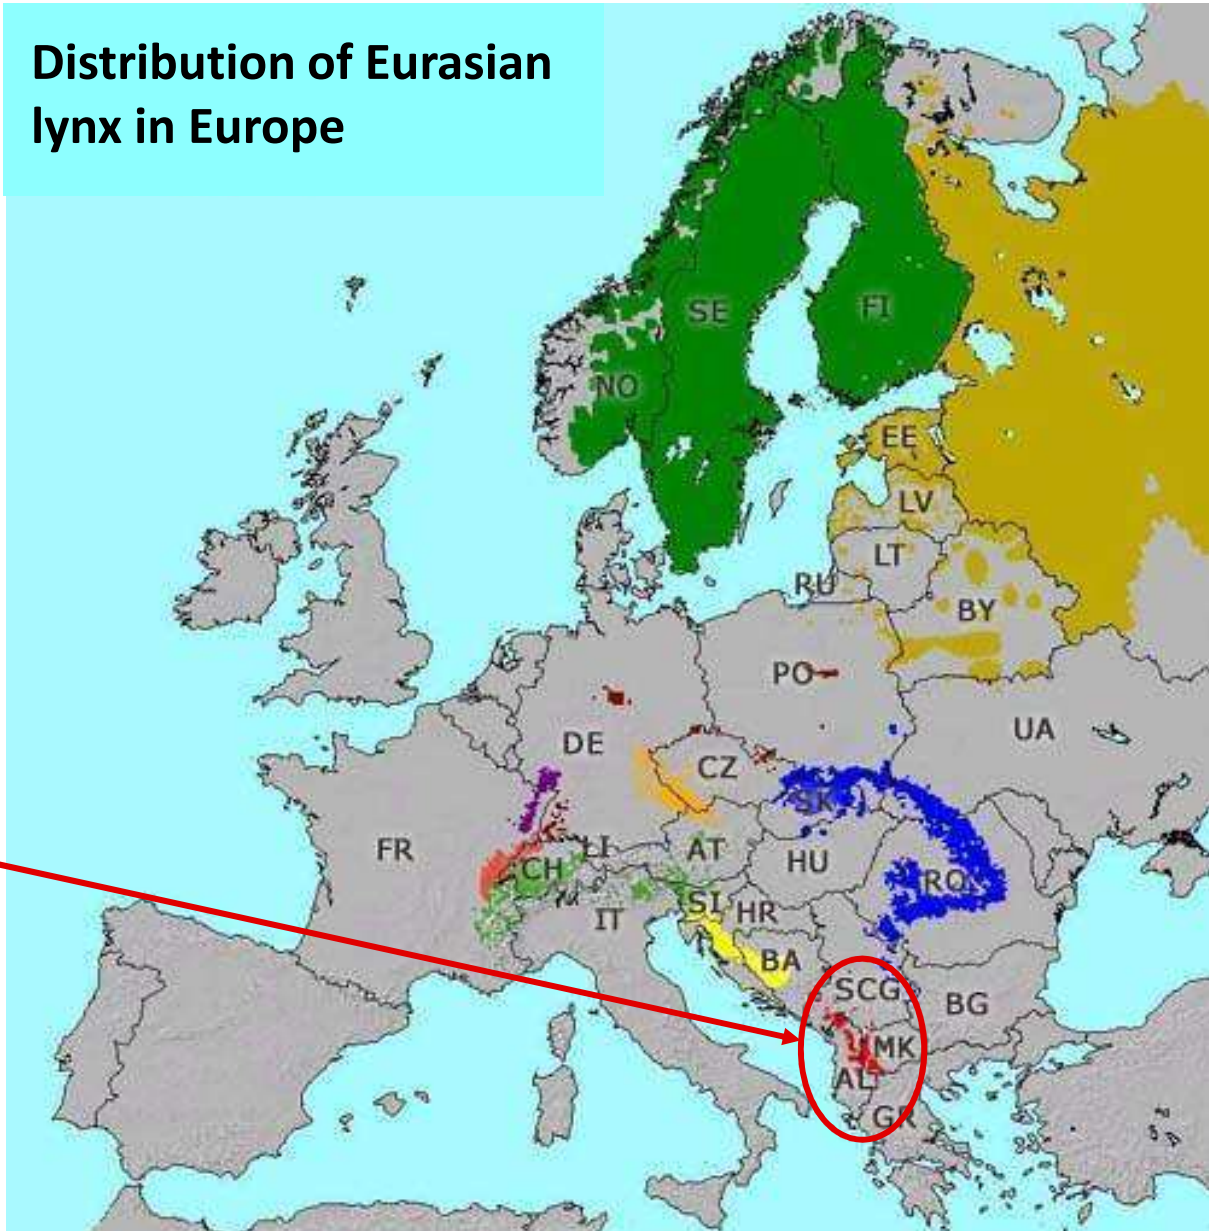 Distribution of Eurasian
lynx in Europe
SE
FI
NO
EE
LV
LT
RU
BY
PO
UA
DE
CZ
SK
FR
CH
LI
AT
HU
RO
IT
SI
HR
BA
SCG
BG
MK
AL
GR